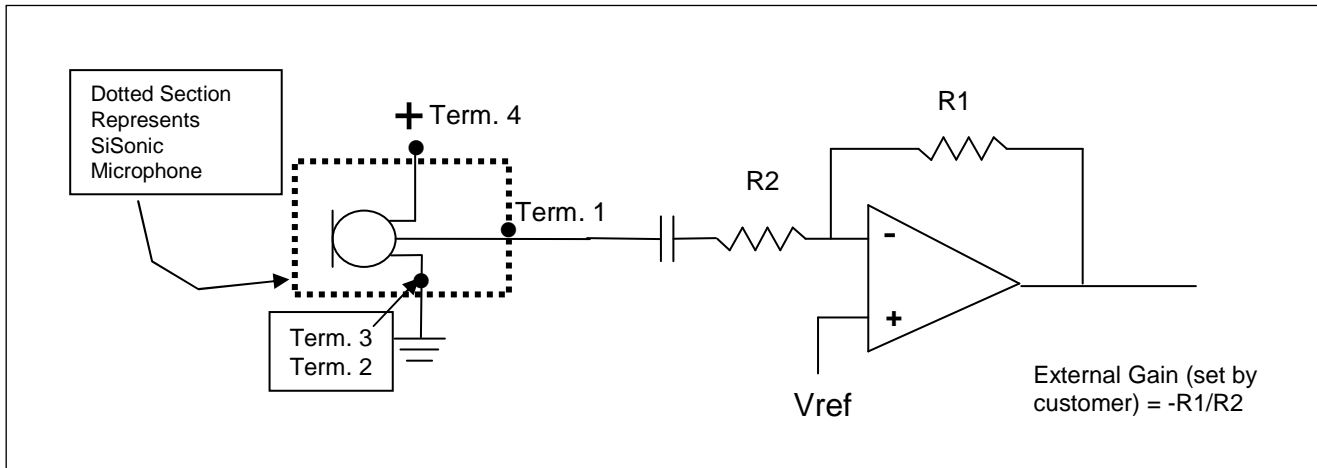 Dotted Section
Represents
SiSonic
Microphone
+ Term. 4
Term. 1
Term. 3
Term. 2
R2
R1
-
+
Vref
External Gain (set by
customer) = -R1/R2